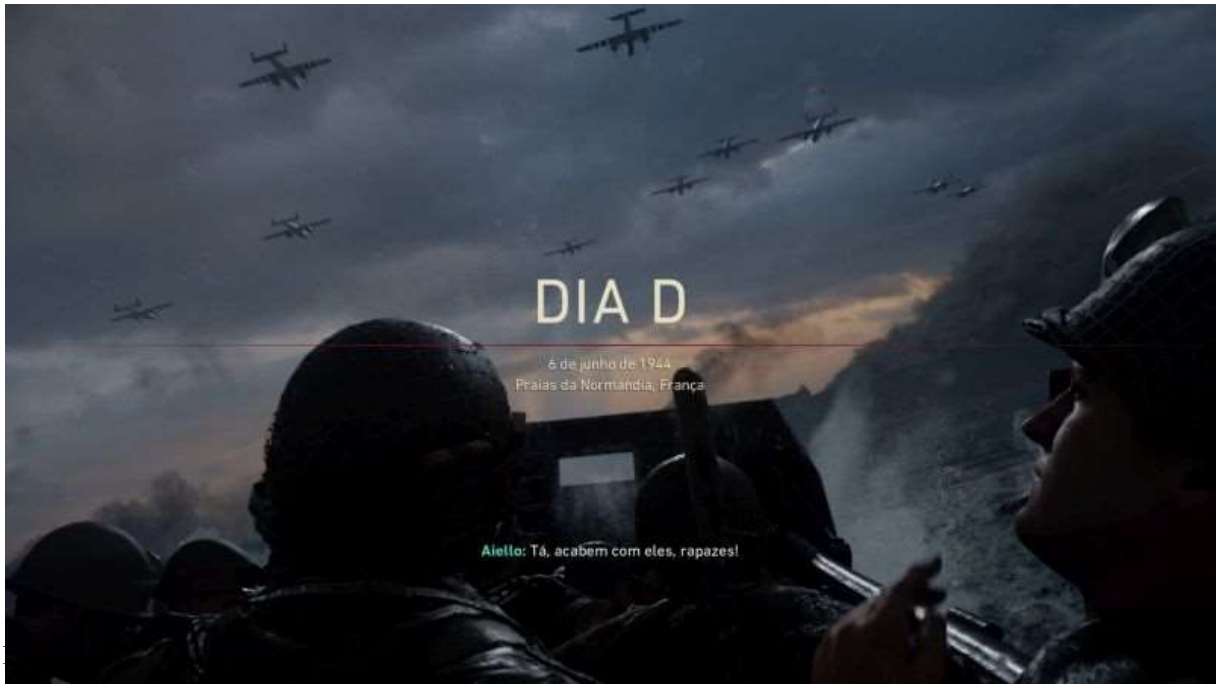 DIA D
6 de junho de 1944
Praias da Normandia, França
Aiello: Tá, acabem com eles, rapazes!